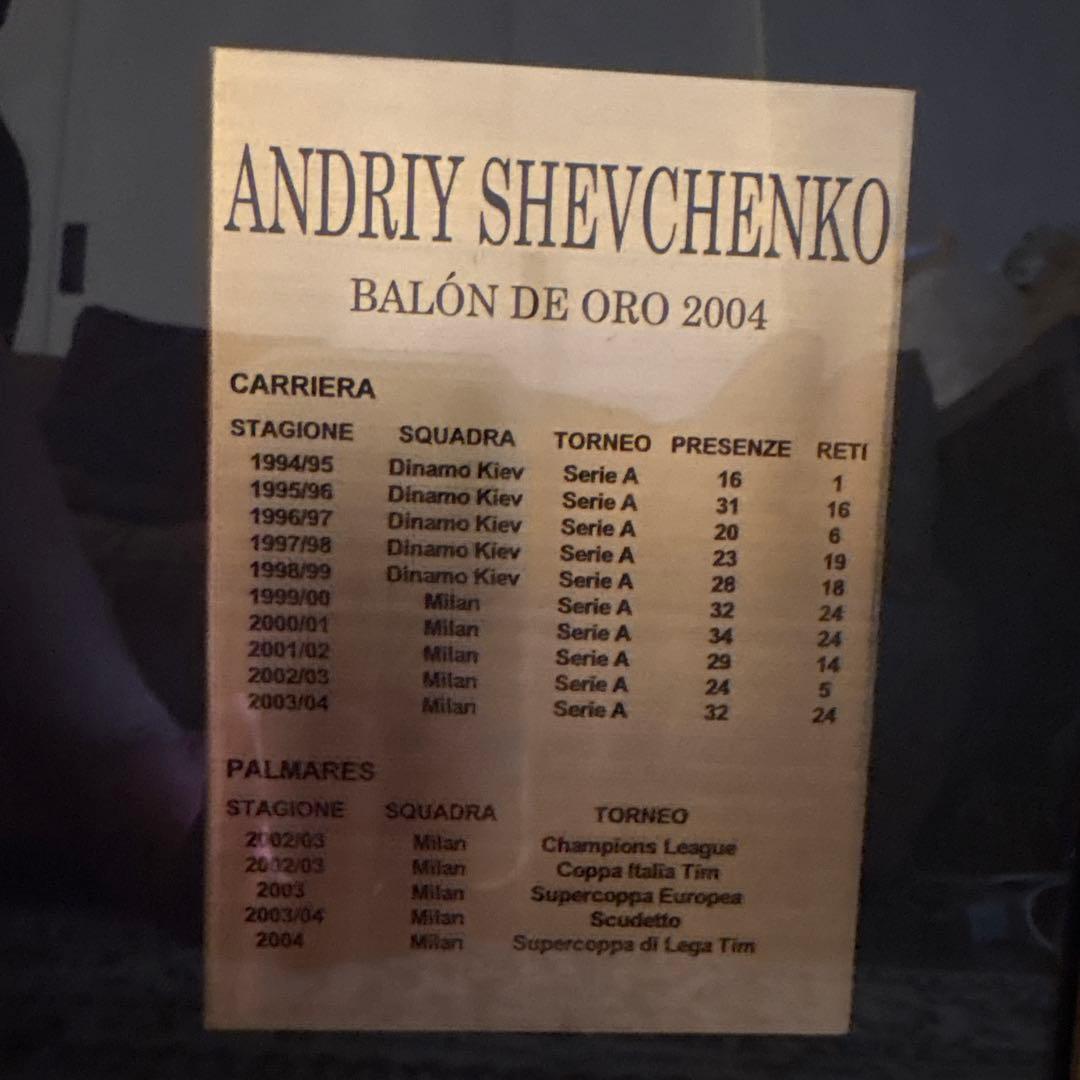 ANDRIY SHEVCHENKO
BALÓN DE ORO 2004
CARRIERA
STAGIONE SQUADRA TORNEO PRESENZE RETI
1994/95 Dinamo Kiev Serie A 16 1
1995/96 Dinamo Kiev Serie A 31 16
1996/97 Dinamo Kiev Serie A 20 6
1997/98 Dinamo Kiev Serie A 23 19
1998/99 Dinamo Kiev Serie A 28 18
1999/00 Milan Serie A 32 24
2000/01 Milan Serie A 34 24
2001/02 Milan Serie A 29 14
2002/03 Milan Serie A 24 5
2003/04 Milan Serie A 32 24
PALMARES
STAGIONE SQUADRA TORNEO
2002/03 Milan Champions League
2002/03 Milan Coppa Italia Tim
2003 Milan Supercoppa Europea
2003/04 Milan Scudetto
2004 Milan Supercoppa di Lega Tim